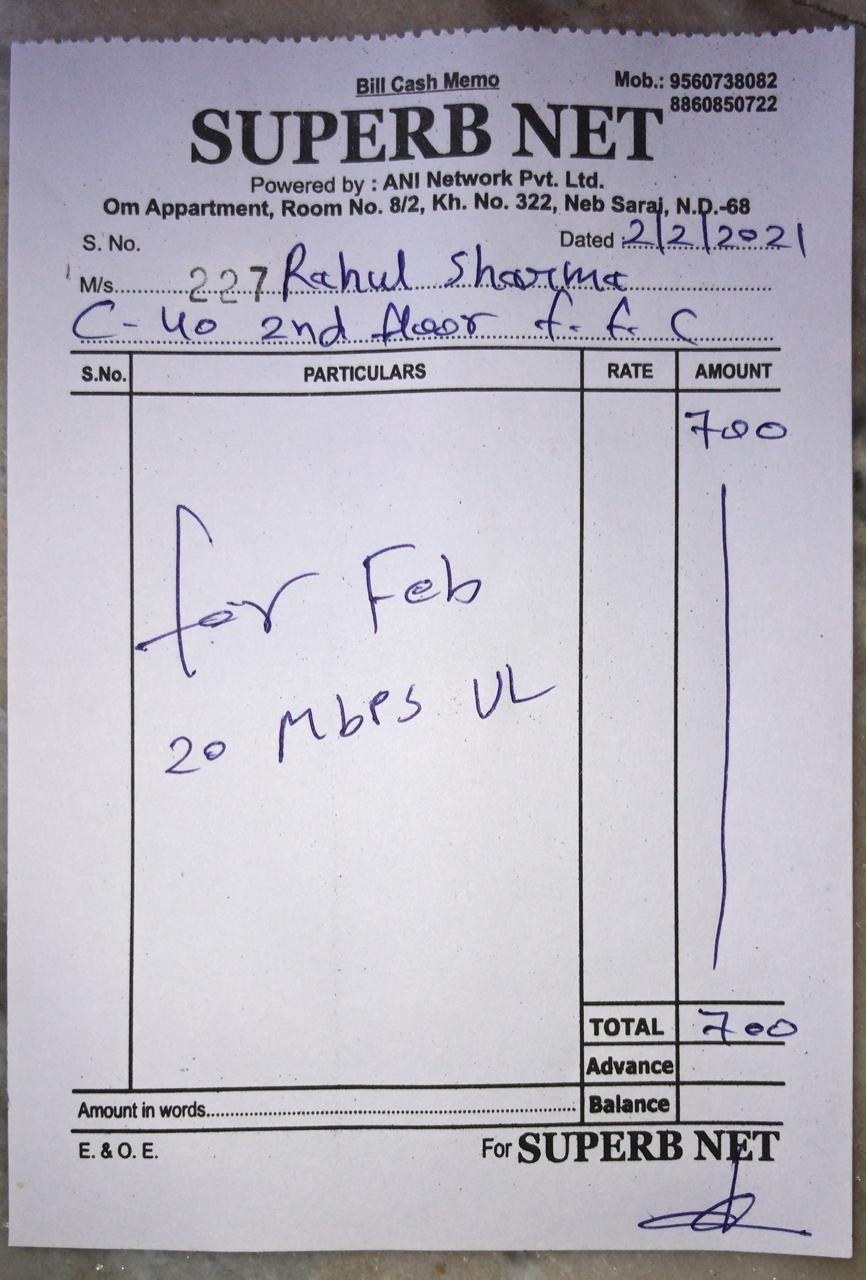 Bill Cash Memo
Mob.: 9560738082
8860850722
SUPERB NET
Powered by : ANI Network Pvt. Ltd.
Om Appartment, Room No. 8/2, Kh. No. 322, Neb Sarai, N.D.-68
S. No. Dated 2/2/2021
M/s. 227 Rahul Sharma
C-40 2nd floor f. f. C
S.No. PARTICULARS RATE AMOUNT
700
for Feb
20 Mbps UL
TOTAL 700
Advance
Amount in words Balance
E. & O. E. For SUPERB NET